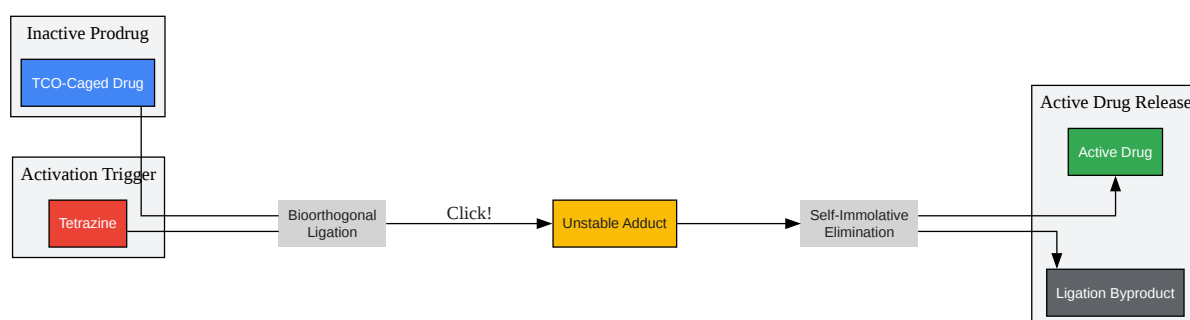 Inactive Prodrug
TCO-Caged Drug
Activation Trigger
Tetrazine
Bioorthogonal
Ligation
Click!
Unstable Adduct
Self-Immolative
Elimination
Active Drug Release
Active Drug
Ligation Byproduct